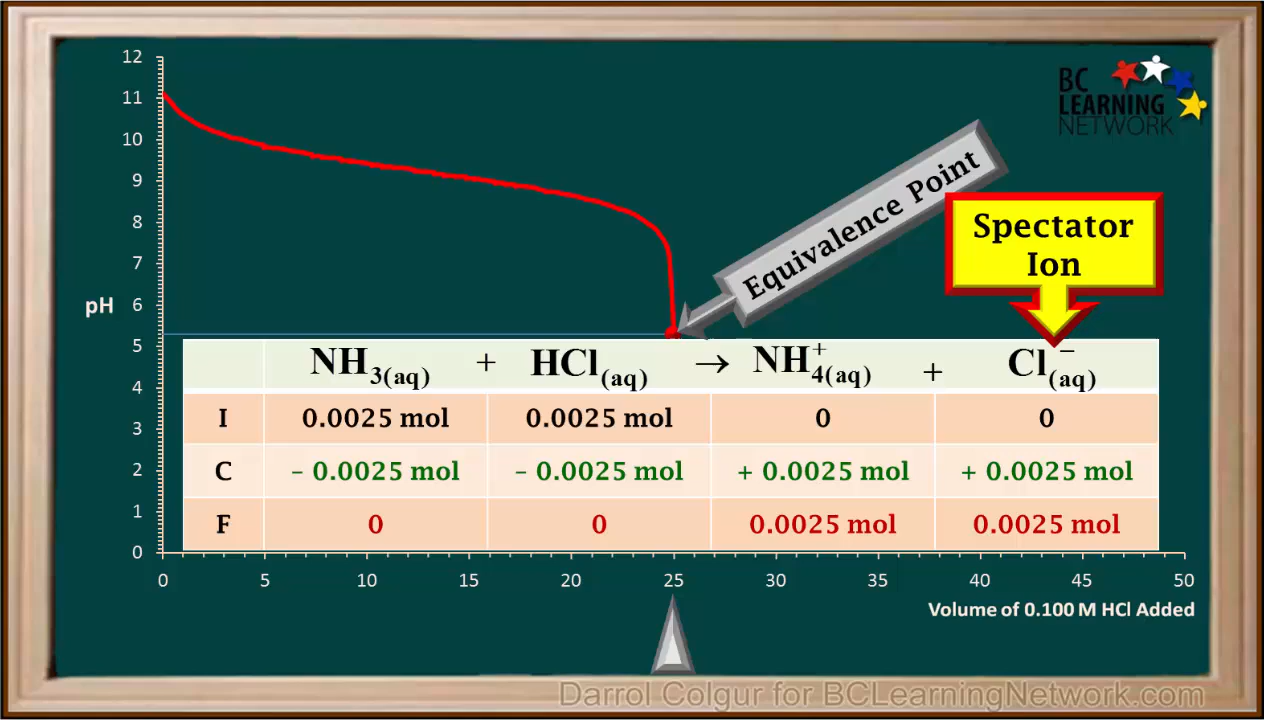 12
11
10
9
8
7
6
5
4
3
2
1
0
pH
BC
LEARNING
NETWORK
Equivalence Point
Spectator
Ion
NH3(aq) + HCl(aq) → NH4(aq)+ + Cl(aq)−
I 0.0025 mol 0.0025 mol 0 0
C – 0.0025 mol – 0.0025 mol + 0.0025 mol + 0.0025 mol
F 0 0 0.0025 mol 0.0025 mol
0 5 10 15 20 25 30 35 40 45 50
Volume of 0.100 M HCl Added
Darrol Colgur for BCLearningNetwork.com